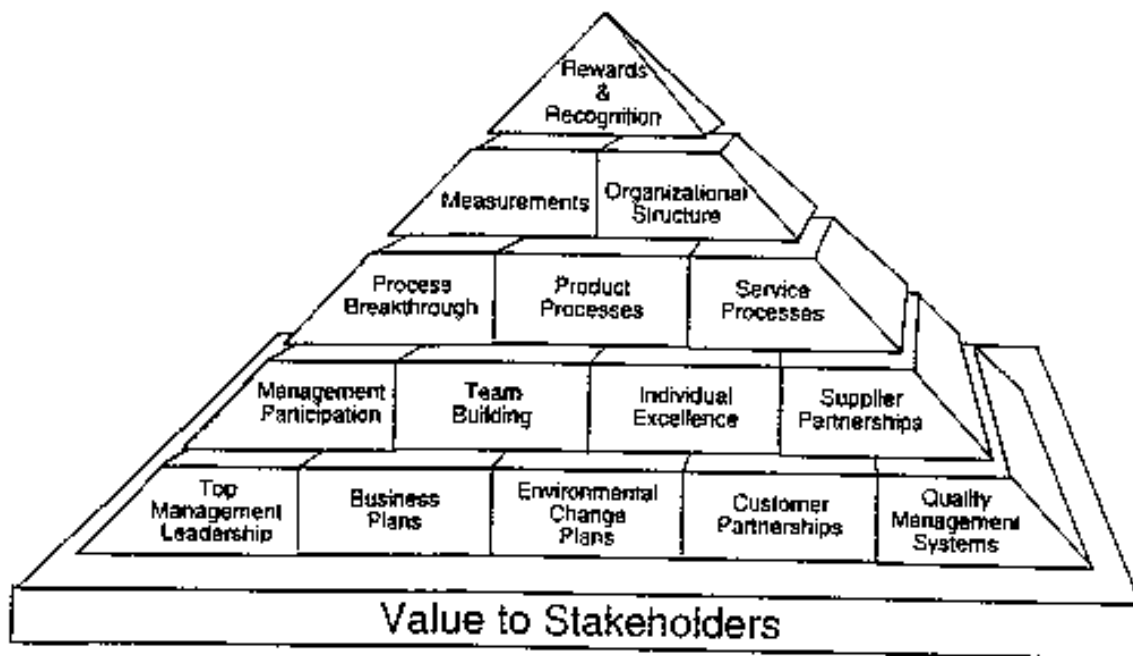 Rewards
&
Recognition
Measurements
Organizational
Structure
Process
Breakthrough
Product
Processes
Service
Processes
Management
Participation
Team
Building
Individual
Excellence
Supplier
Partnerships
Top
Management
Leadership
Business
Plans
Environmental
Change
Plans
Customer
Partnerships
Quality
Management
Systems
Value to Stakeholders